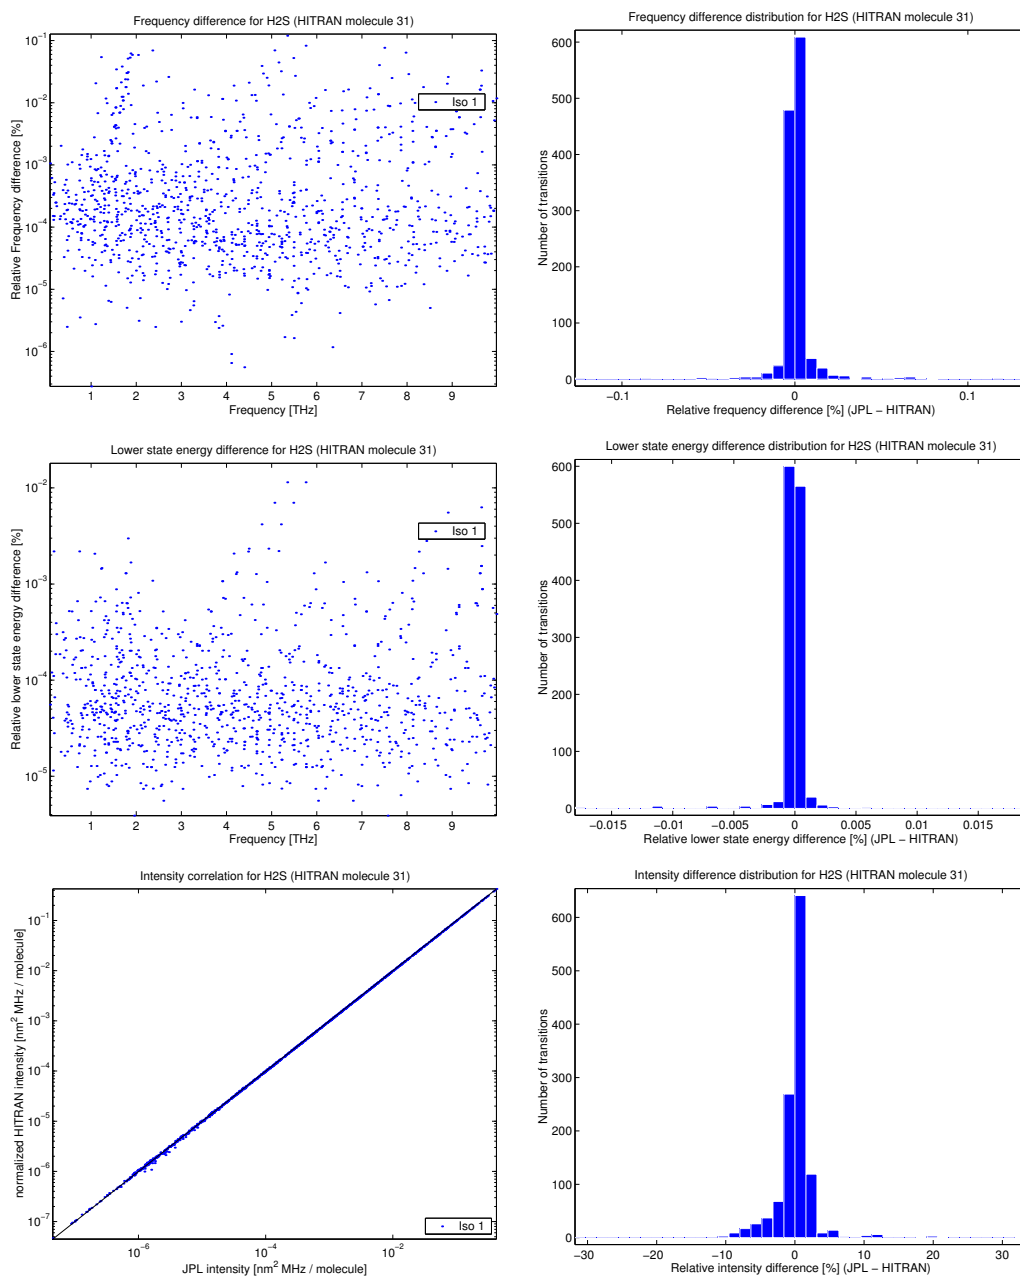 Frequency difference for H2S (HITRAN molecule 31)
Relative Frequency difference [%]
10^-1
10^-2
10^-3
10^-4
10^-5
10^-6
Iso 1
1 2 3 4 5 6 7 8 9
Frequency [THz]
Frequency difference distribution for H2S (HITRAN molecule 31)
Number of transitions
600
500
400
300
200
100
0
−0.1 0 0.1
Relative frequency difference [%] (JPL − HITRAN)
Lower state energy difference for H2S (HITRAN molecule 31)
Relative lower state energy difference [%]
10^-2
10^-3
10^-4
10^-5
Iso 1
1 2 3 4 5 6 7 8 9
Frequency [THz]
Lower state energy difference distribution for H2S (HITRAN molecule 31)
Number of transitions
600
500
400
300
200
100
0
−0.015 −0.01 −0.005 0 0.005 0.01 0.015
Relative lower state energy difference [%] (JPL − HITRAN)
Intensity correlation for H2S (HITRAN molecule 31)
normalized HITRAN intensity [nm^2 MHz / molecule]
10^-1
10^-2
10^-3
10^-4
10^-5
10^-6
10^-7
Iso 1
10^-6 10^-4 10^-2
JPL intensity [nm^2 MHz / molecule]
Intensity difference distribution for H2S (HITRAN molecule 31)
Number of transitions
600
500
400
300
200
100
0
−30 −20 −10 0 10 20 30
Relative intensity difference [%] (JPL − HITRAN)